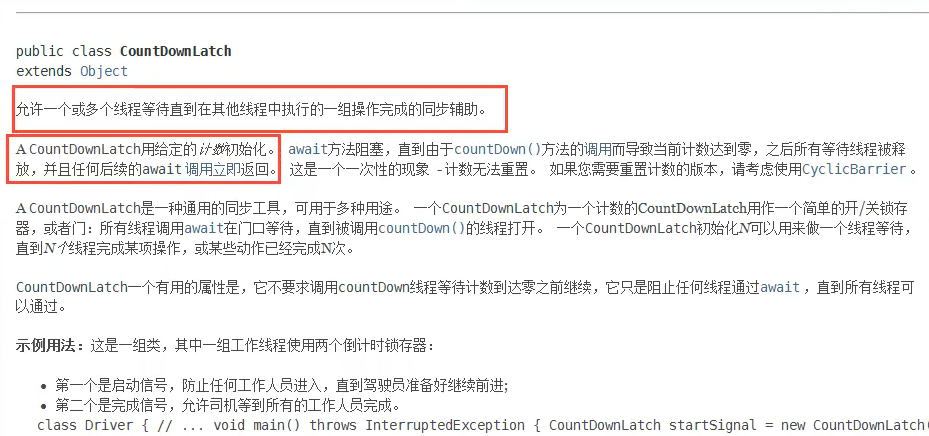 public class CountDownLatch
extends Object
允许一个或多个线程等待直到在其他线程中执行的一组操作完成的同步辅助。
A CountDownLatch用给定的计数初始化。 await方法阻塞，直到由于countDown()方法的调用而导致当前计数达到零，之后所有等待线程被释
放，并且任何后续的await 调用立即返回。 这是一个一次性的现象 -计数无法重置。 如果您需要重置计数的版本，请考虑使用CyclicBarrier 。
A CountDownLatch是一种通用的同步工具，可用于多种用途。 一个CountDownLatch为一个计数的CountDownLatch用作一个简单的开/关锁存
器，或者门：所有线程调用await在门口等待，直到被调用countDown()的线程打开。 一个CountDownLatch初始化N可以用来做一个线程等待，
直到N个线程完成某项操作，或某些动作已经完成N次。
CountDownLatch一个有用的属性是，它不要求调用countDown线程等待计数到达零之前继续，它只是阻止任何线程通过await ，直到所有线程可
以通过。
示例用法：这是一组类，其中一组工作线程使用两个倒计时锁存器：
• 第一个是启动信号，防止任何工作人员进入，直到驾驶员准备好继续前进;
• 第二个是完成信号，允许司机等到所有的工作人员完成。
class Driver { // ... void main() throws InterruptedException { CountDownLatch startSignal = new CountDownLatch(